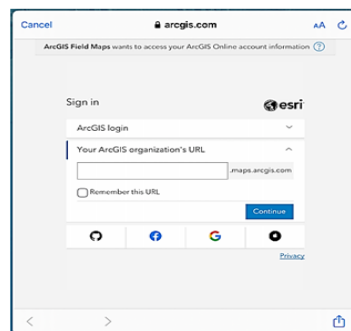 Cancel arcgis.com AA
ArcGIS Field Maps wants to access your ArcGIS Online account information ?
Sign in esri
ArcGIS login
Your ArcGIS organization's URL
.maps.arcgis.com
Remember this URL
Continue
G
Privacy